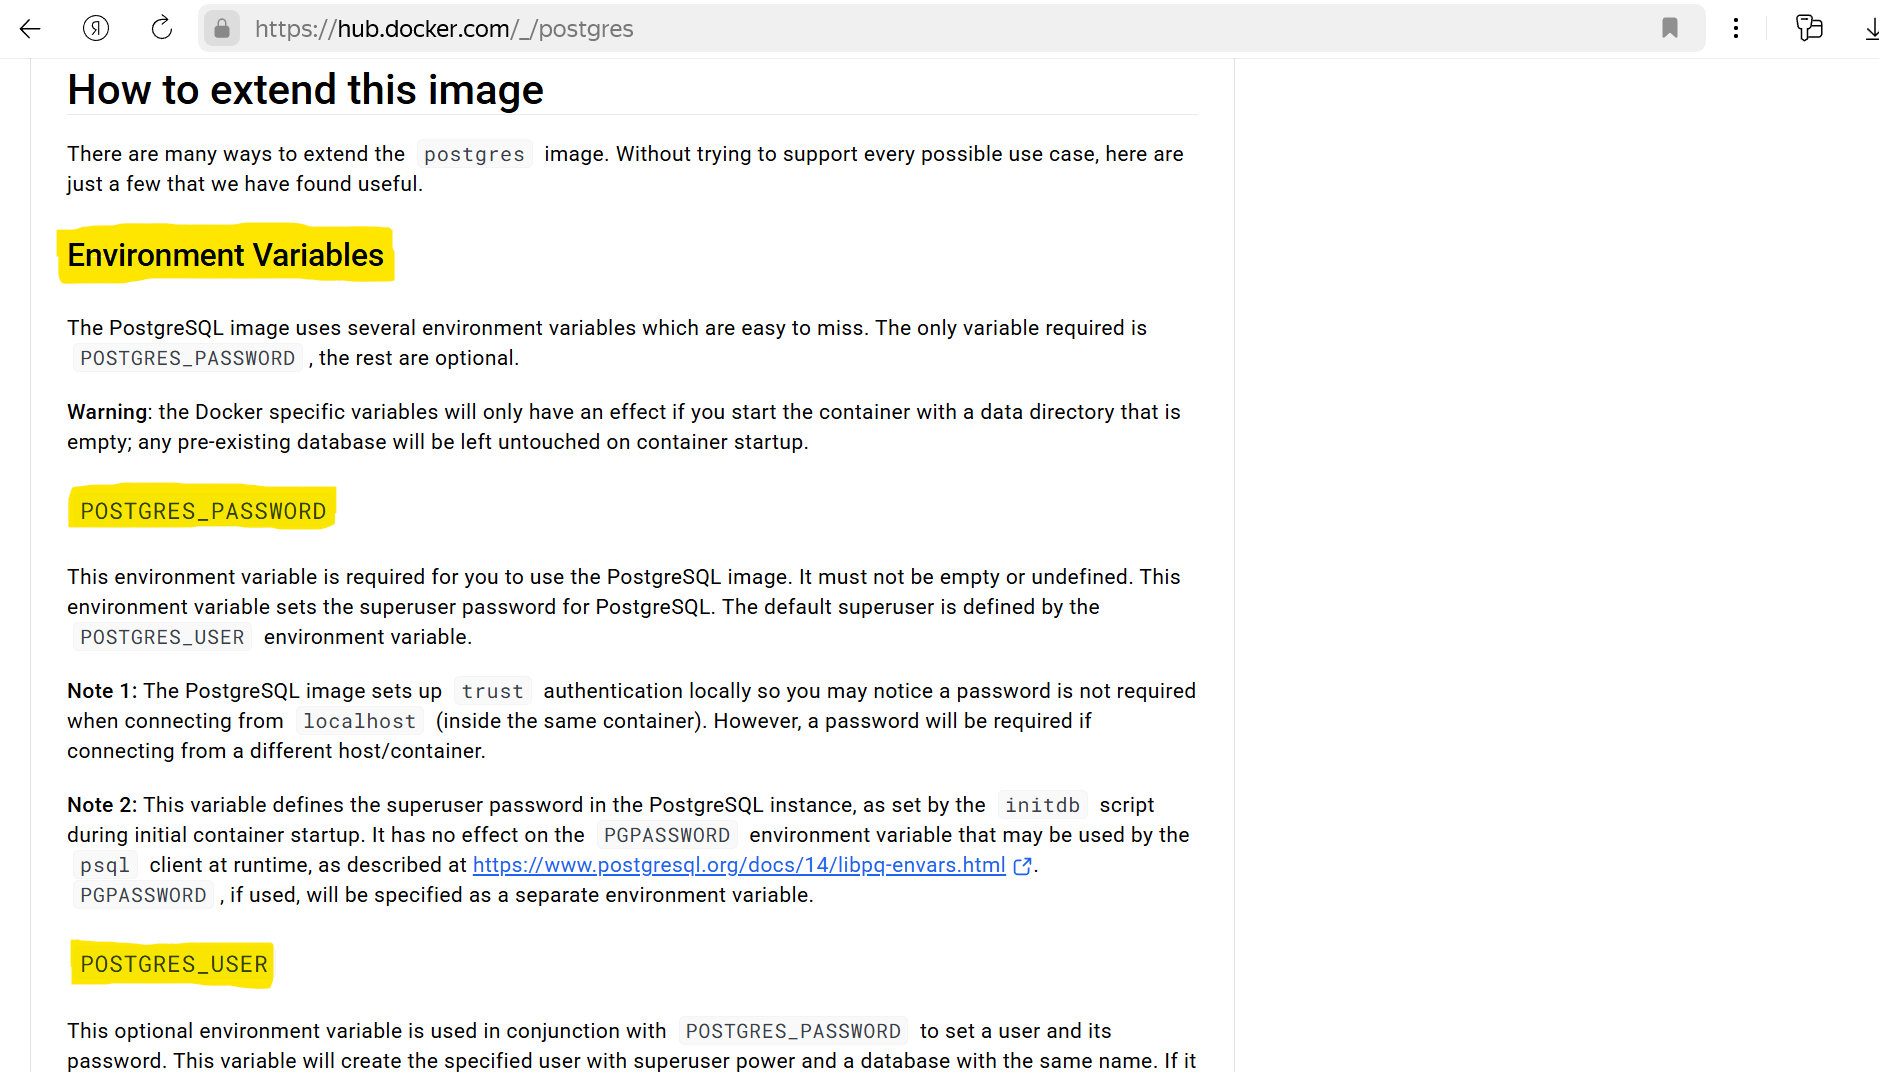 https://hub.docker.com/_/postgres
How to extend this image
There are many ways to extend the postgres image. Without trying to support every possible use case, here are
just a few that we have found useful.
Environment Variables
The PostgreSQL image uses several environment variables which are easy to miss. The only variable required is
POSTGRES_PASSWORD , the rest are optional.
Warning: the Docker specific variables will only have an effect if you start the container with a data directory that is
empty; any pre-existing database will be left untouched on container startup.
POSTGRES_PASSWORD
This environment variable is required for you to use the PostgreSQL image. It must not be empty or undefined. This
environment variable sets the superuser password for PostgreSQL. The default superuser is defined by the
POSTGRES_USER environment variable.
Note 1: The PostgreSQL image sets up trust authentication locally so you may notice a password is not required
when connecting from localhost (inside the same container). However, a password will be required if
connecting from a different host/container.
Note 2: This variable defines the superuser password in the PostgreSQL instance, as set by the initdb script
during initial container startup. It has no effect on the PGPASSWORD environment variable that may be used by the
psql client at runtime, as described at https://www.postgresql.org/docs/14/libpq-envars.html .
PGPASSWORD , if used, will be specified as a separate environment variable.
POSTGRES_USER
This optional environment variable is used in conjunction with POSTGRES_PASSWORD to set a user and its
password. This variable will create the specified user with superuser power and a database with the same name. If it